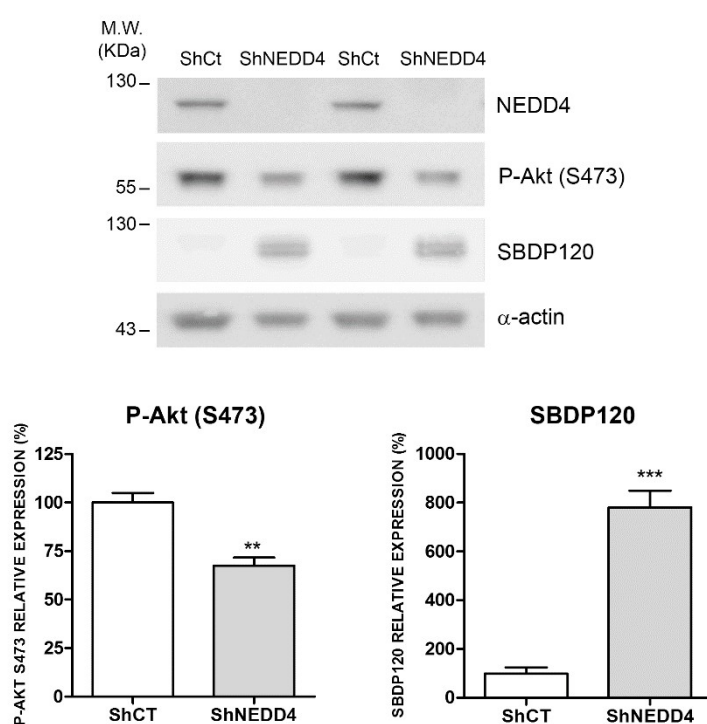 M.W.
(KDa)
ShCt ShNEDD4 ShCt ShNEDD4
130
NEDD4
P-Akt (S473)
55
130
SBDP120
α-actin
43
P-Akt (S473)
P-AKT S473 RELATIVE EXPRESSION (%)
125
100
75
50
25
0
ShCT ShNEDD4
**
SBDP120
SBDP120 RELATIVE EXPRESSION (%)
1000
800
600
400
200
0
ShCT ShNEDD4
***